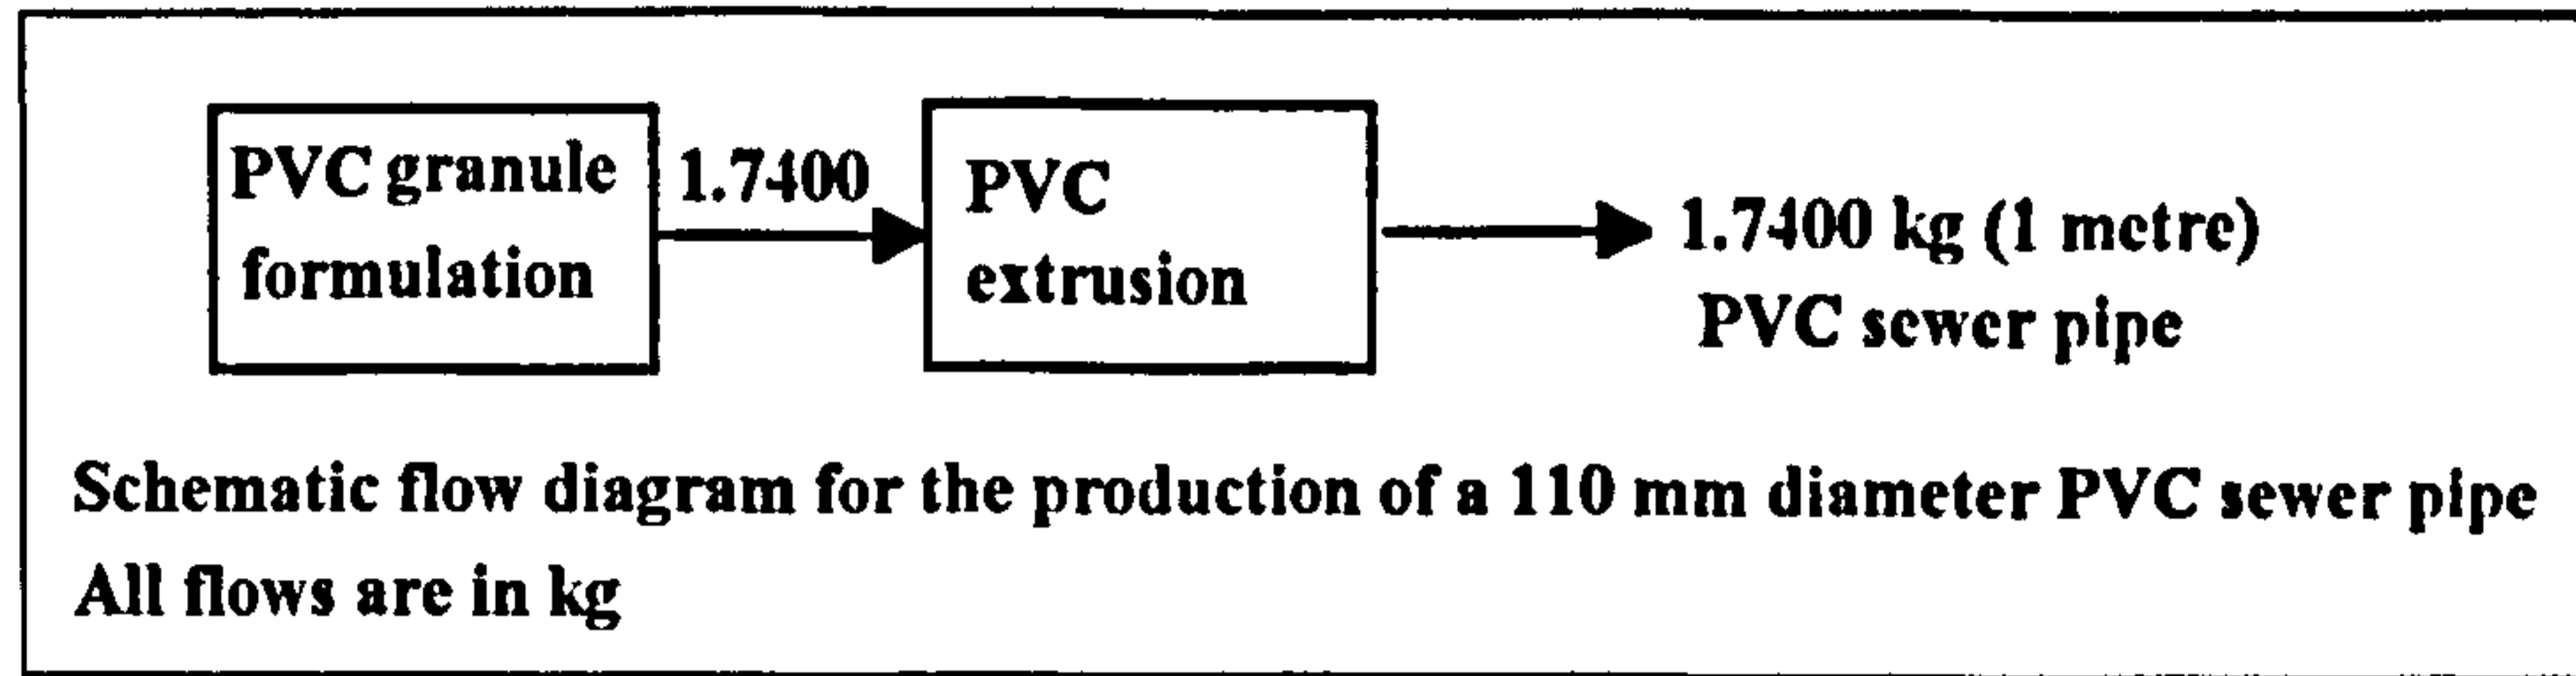 PVC granule
formulation
1.7400
PVC
extrusion
1.7400 kg (1 metre)
PVC sewer pipe
Schematic flow diagram for the production of a 110 mm diameter PVC sewer pipe
All flows are in kg